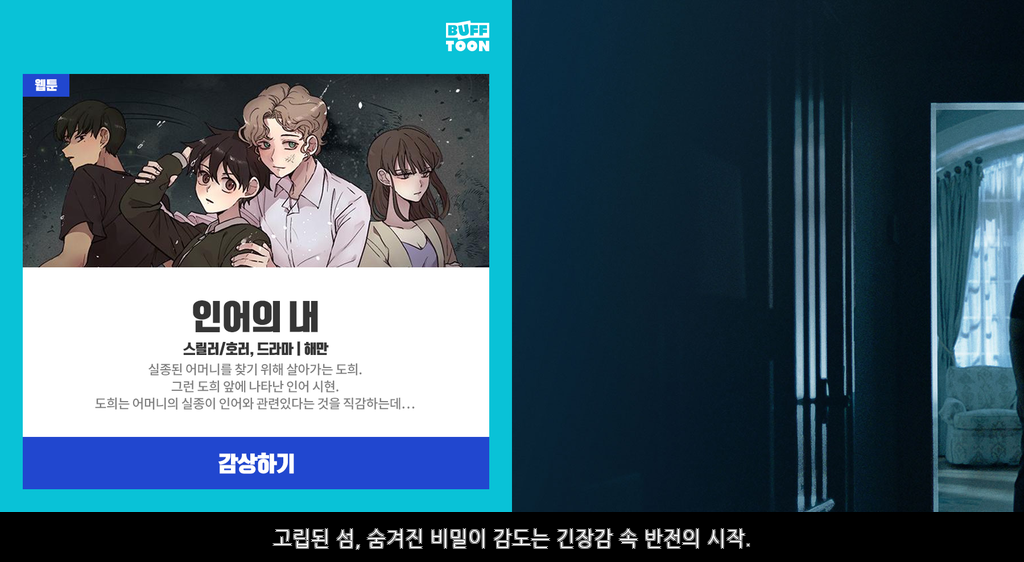 BUFF
TOON
웹툰
인어의 내
스릴러/호러, 드라마 | 해만
실종된 어머니를 찾기 위해 살아가는 도희.
그런 도희 앞에 나타난 인어 시현.
도희는 어머니의 실종이 인어와 관련있다는 것을 직감하는데...
감상하기
고립된 섬, 숨겨진 비밀이 감도는 긴장감 속 반전의 시작.